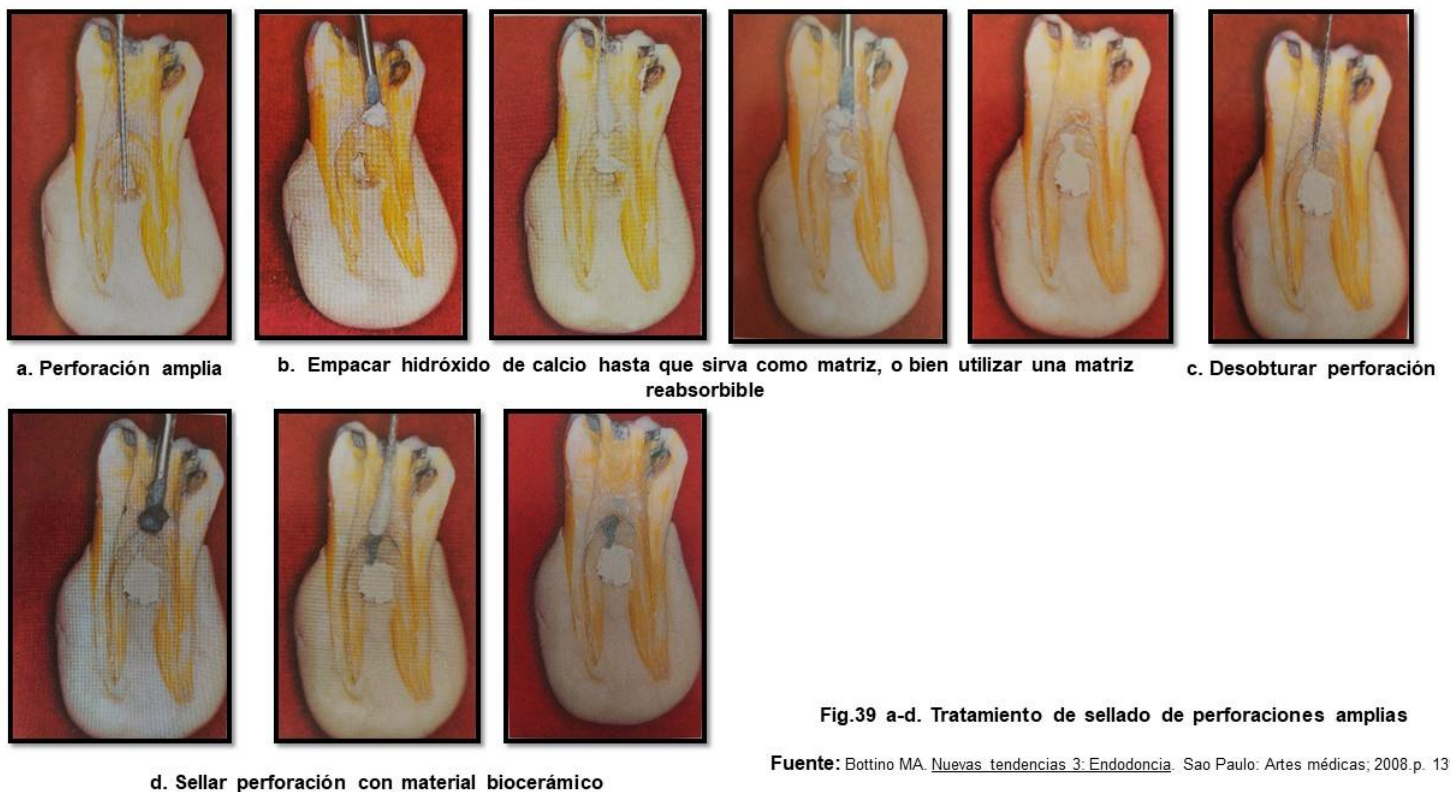 a. Perforación amplia
b. Empacar hidróxido de calcio hasta que sirva como matriz, o bien utilizar una matriz
reabsorbible
c. Desobturar perforación
d. Sellar perforación con material biocerámico
Fig.39 a-d. Tratamiento de sellado de perforaciones amplias
Fuente: Bottino MA. Nuevas tendencias 3: Endodoncia. Sao Paulo: Artes médicas; 2008.p.